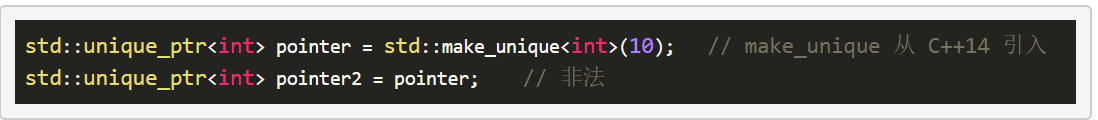 std::unique_ptr<int> pointer = std::make_unique<int>(10);   // make_unique 从 C++14 引入
std::unique_ptr<int> pointer2 = pointer;    // 非法